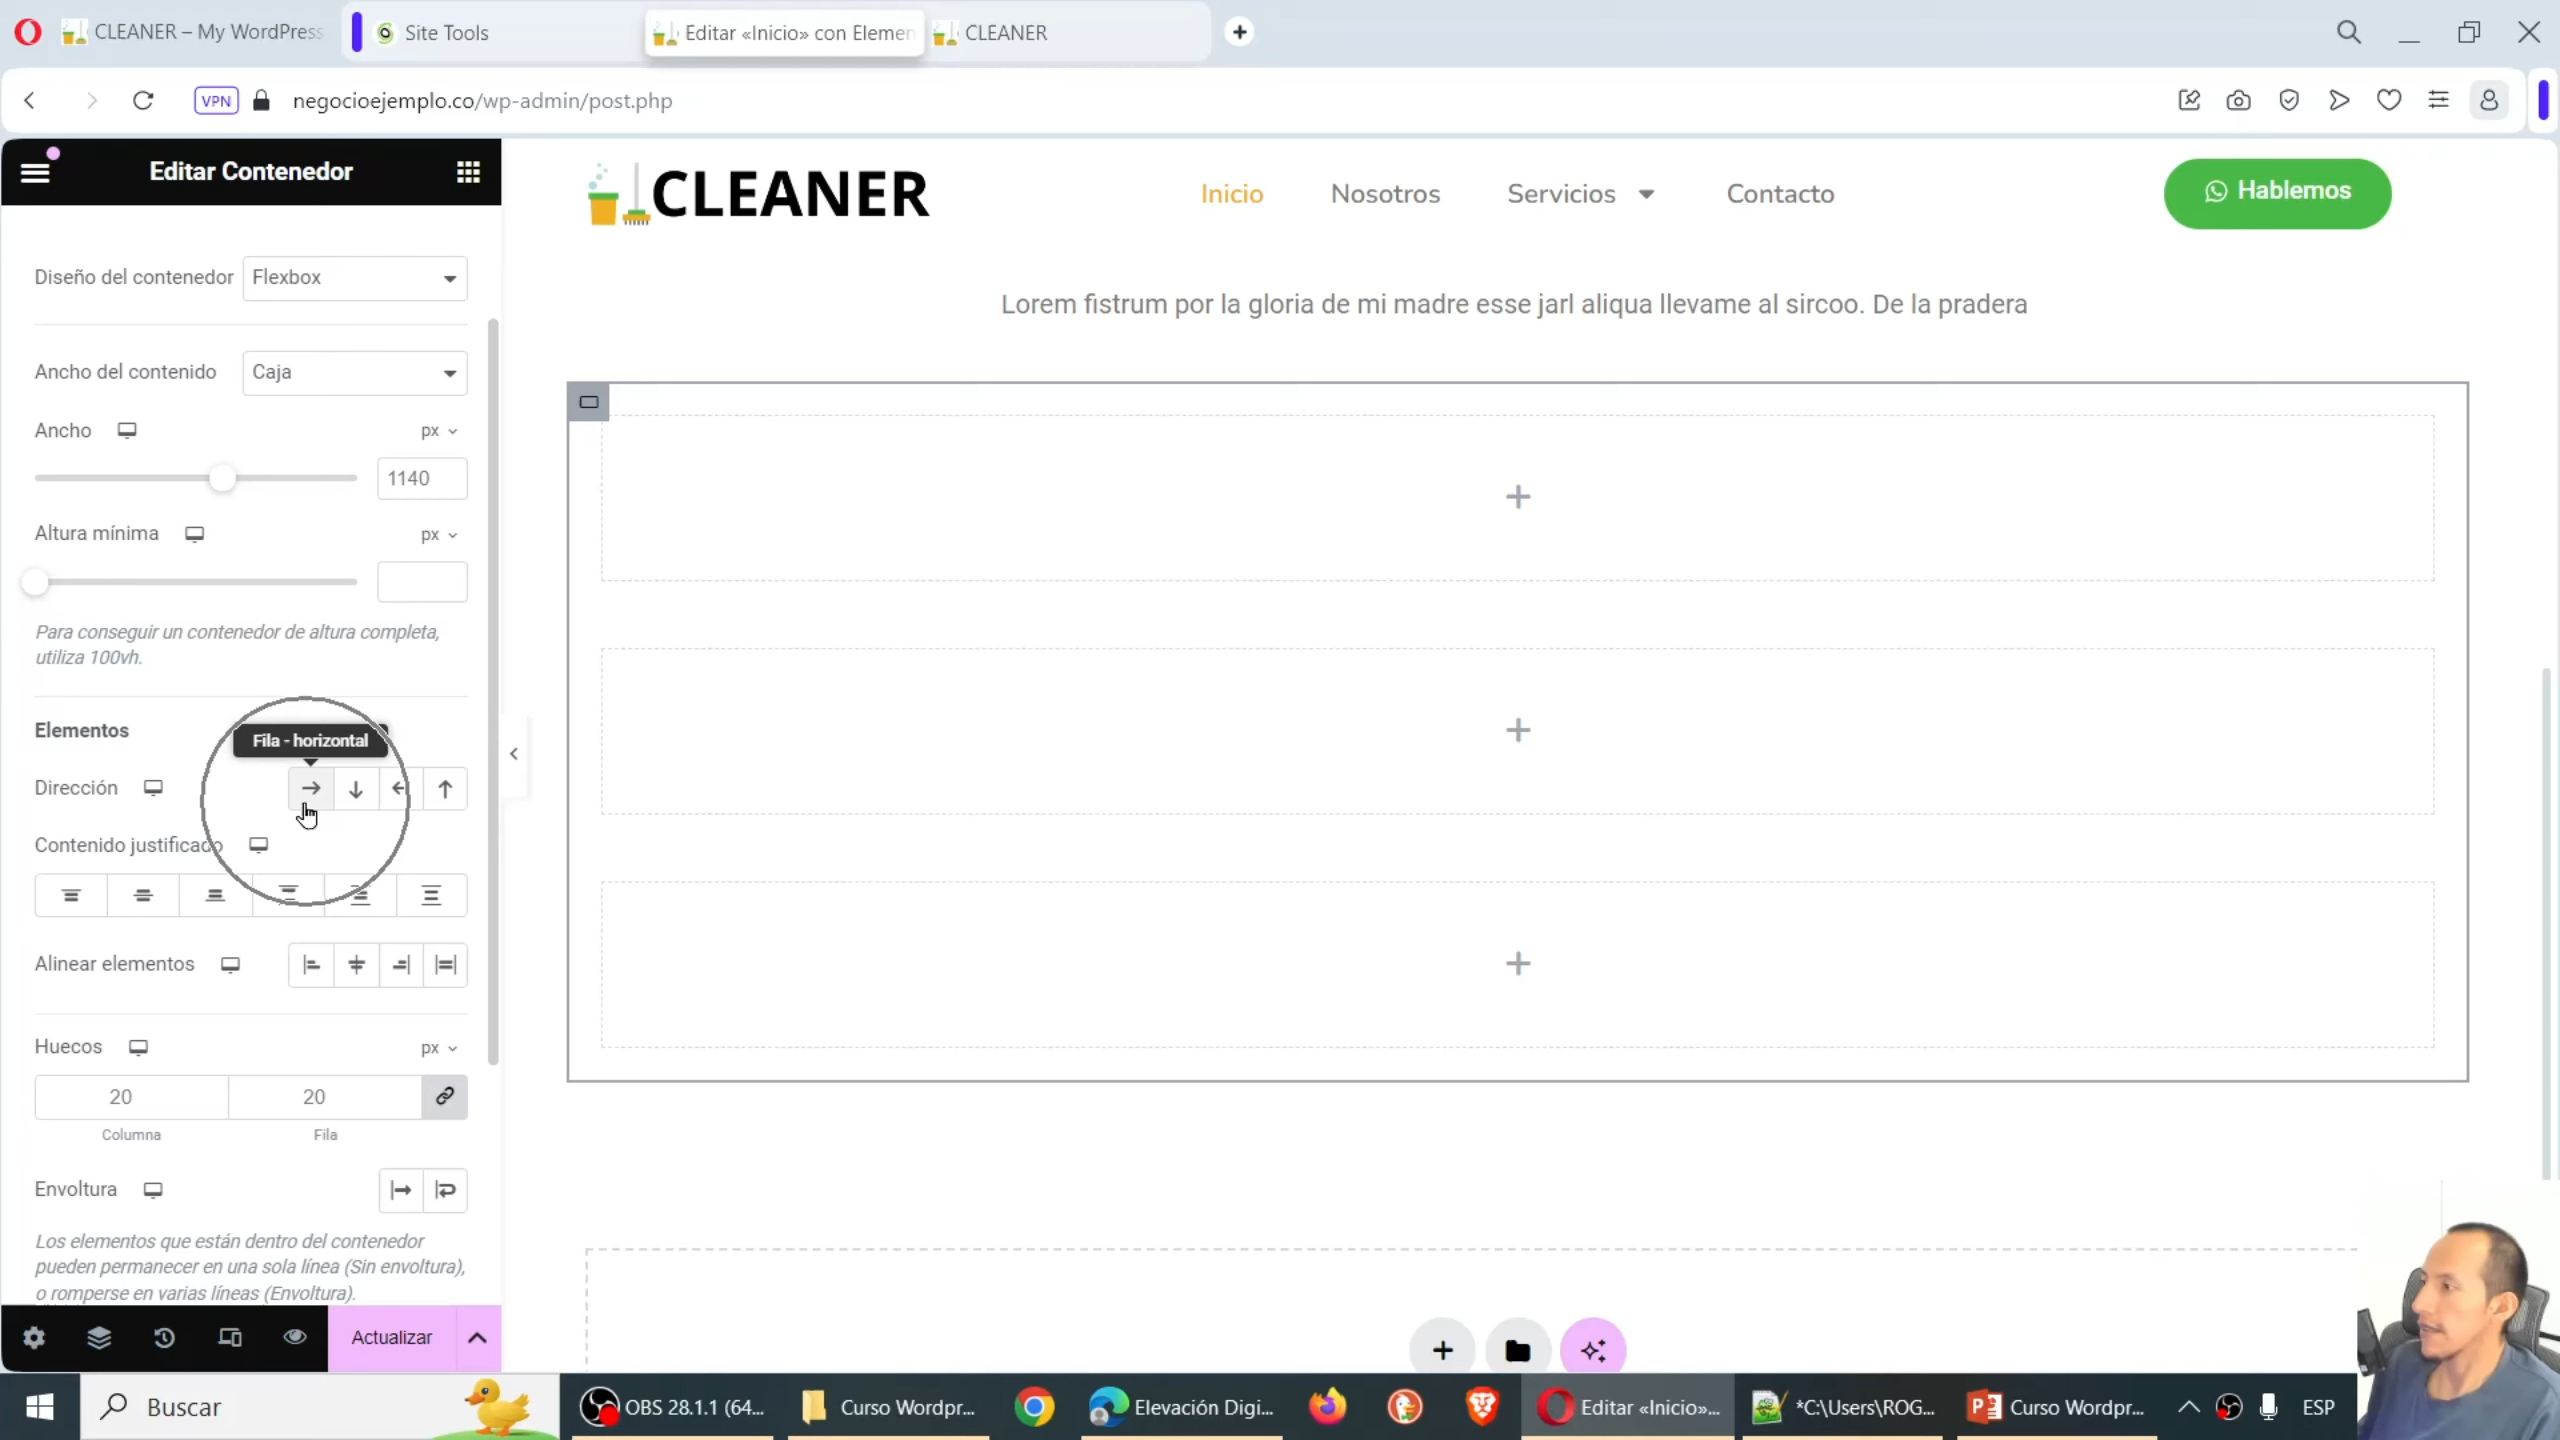 CLEANER – My WordPress
Site Tools
Editar «Inicio» con Elemen
CLEANER
VPN
negocioejemplo.co/wp-admin/post.php
Editar Contenedor
Diseño del contenedor
Flexbox
Ancho del contenido
Caja
Ancho
px
1140
Altura mínima
px
Para conseguir un contenedor de altura completa,
utiliza 100vh.
Elementos
Fila - horizontal
Dirección
Contenido justificado
Alinear elementos
Huecos
px
20
20
Columna
Fila
Envoltura
Los elementos que están dentro del contenedor
pueden permanecer en una sola línea (Sin envoltura),
o romperse en varias líneas (Envoltura).
Actualizar
CLEANER
Inicio
Nosotros
Servicios
Contacto
Hablemos
Lorem fistrum por la gloria de mi madre esse jarl aliqua llevame al sircoo. De la pradera
Buscar
OBS 28.1.1 (64...
Curso Wordpr...
Elevación Digi...
Editar «Inicio»...
*C:\Users\ROG...
Curso Wordpr...
ESP